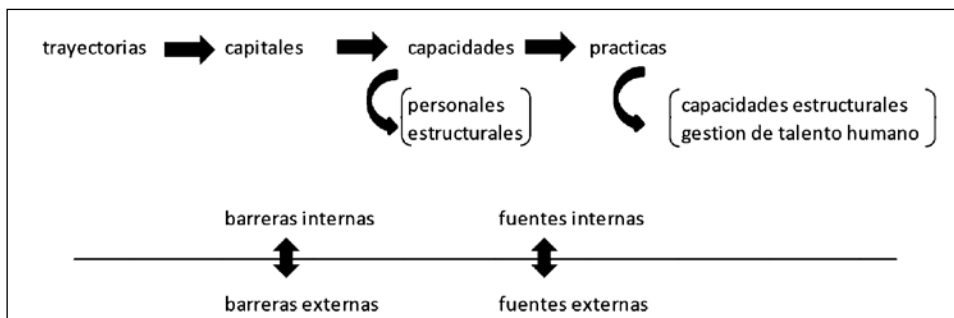 trayectorias capitales capacidades practicas
personales
estructurales
capacidades estructurales
gestion de talento humano
barreras internas fuentes internas
barreras externas fuentes externas